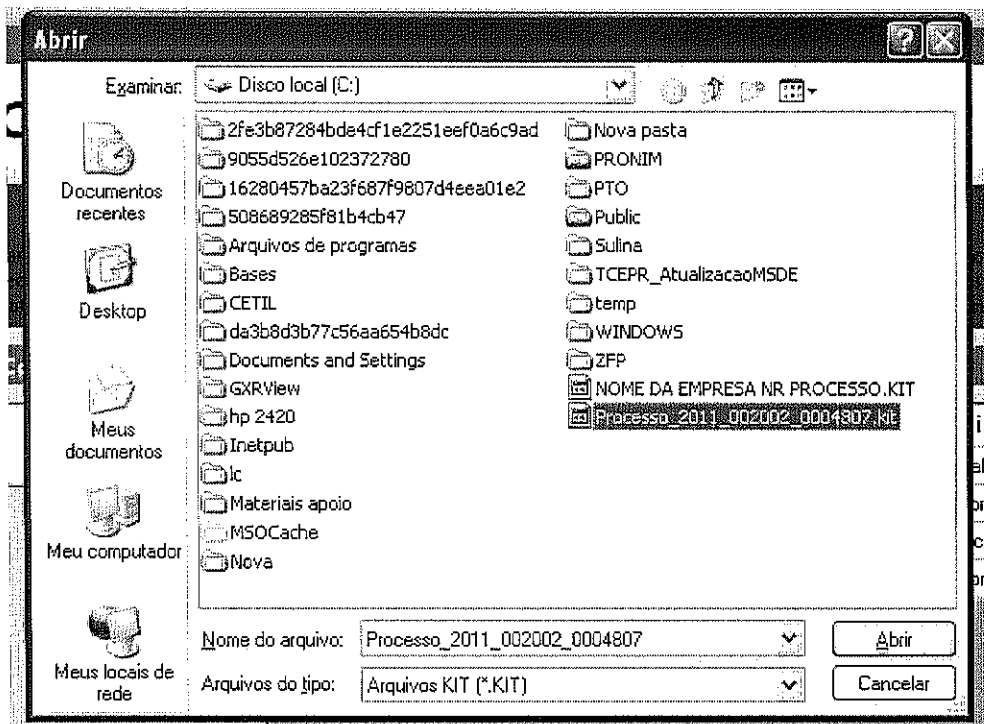 Abrir
Examinar: Disco local (C:)
Documentos
recentes
Desktop
Meus
documentos
Meu computador
Meus locais de
rede
2fe3b87284bde4cf1e2251eef0a6c9ad
9055d526e102372780
16280457ba23f687f9807d4eea01e2
508689285f81b4cb47
Arquivos de programas
Bases
CETIL
da3b8d3b77c56aa654b8dc
Documents and Settings
GXRView
hp 2420
Inetpub
lc
Materiais apoio
MSOCache
Nova
Nova pasta
PRONIM
PTO
Public
Sulina
TCEPR_AtualizacaoMSDE
temp
WINDOWS
ZFP
NOME DA EMPRESA NR PROCESSO.KIT
Processo_2011_002002_0004807.kit
Nome do arquivo: Processo_2011_002002_0004807 Abrir
Arquivos do tipo: Arquivos KIT (*.KIT) Cancelar